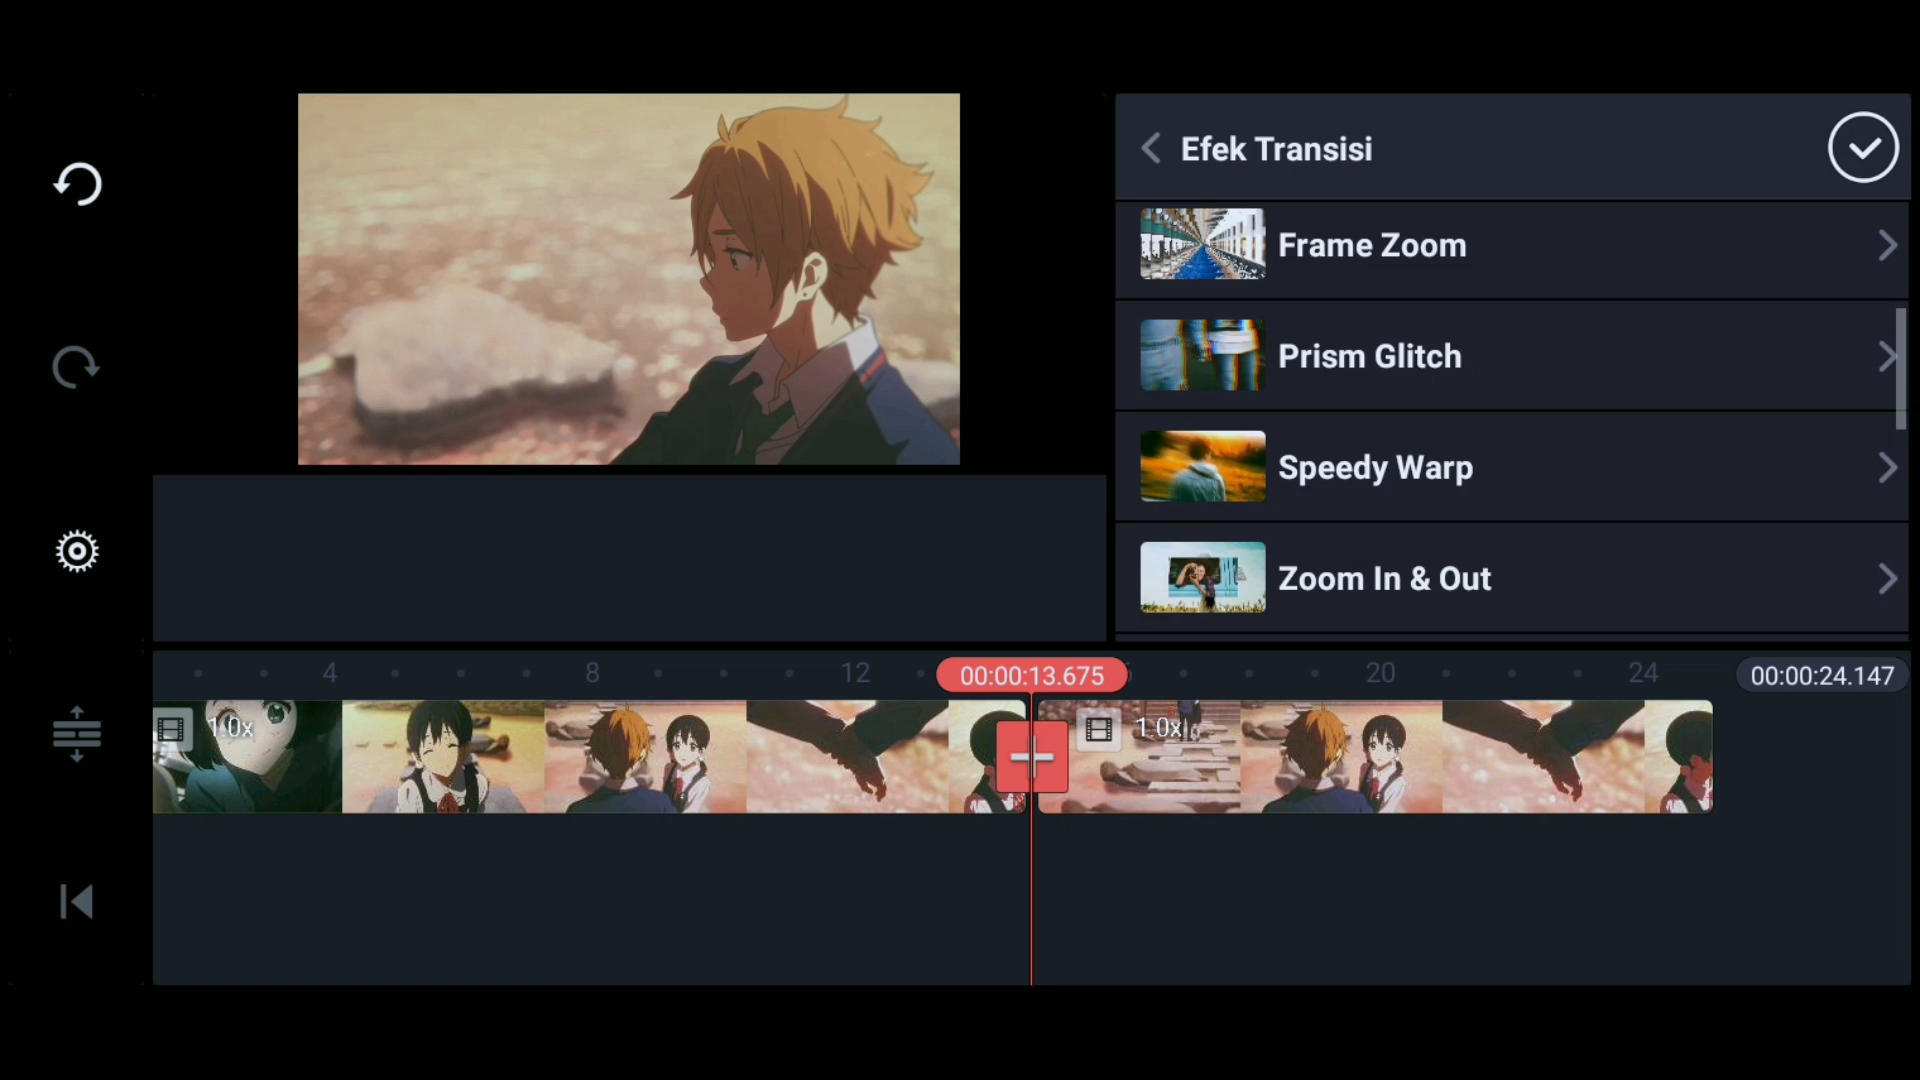 Efek Transisi
Frame Zoom
Prism Glitch
Speedy Warp
Zoom In & Out
4
8
12
00:00:13.675
20
24
00:00:24.147
1.0x
1.0x